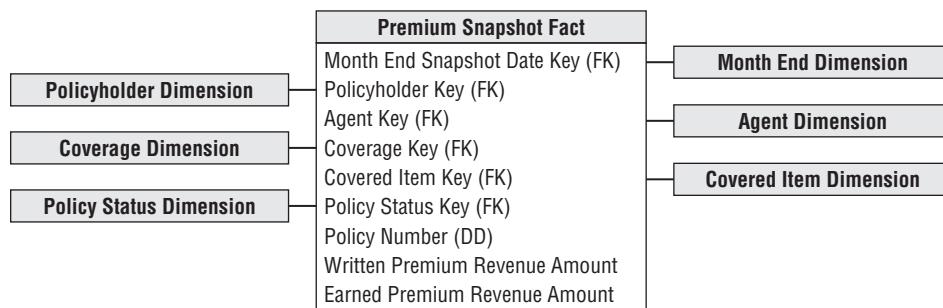 Premium Snapshot Fact
Month End Snapshot Date Key (FK)
Policyholder Key (FK)
Agent Key (FK)
Coverage Key (FK)
Covered Item Key (FK)
Policy Status Key (FK)
Policy Number (DD)
Written Premium Revenue Amount
Earned Premium Revenue Amount
Policyholder Dimension
Coverage Dimension
Policy Status Dimension
Month End Dimension
Agent Dimension
Covered Item Dimension